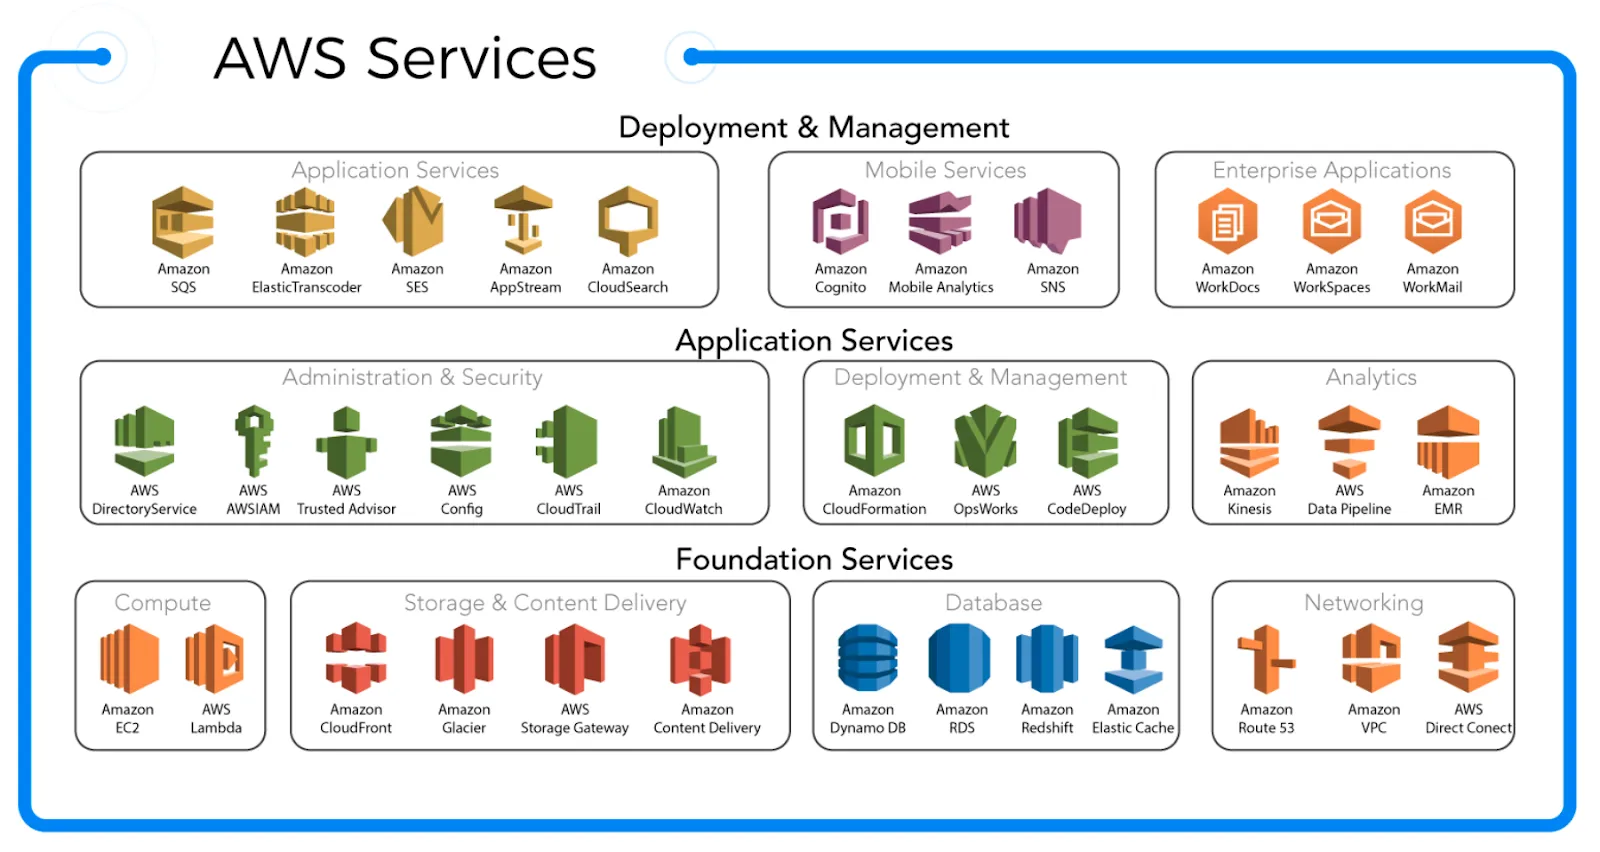 AWS Services
Deployment & Management
Application Services
Amazon
SQS
Amazon
ElasticTranscoder
Amazon
SES
Amazon
AppStream
Amazon
CloudSearch
Mobile Services
Amazon
Cognito
Amazon
Mobile Analytics
Amazon
SNS
Enterprise Applications
Amazon
WorkDocs
Amazon
WorkSpaces
Amazon
WorkMail
Application Services
Administration & Security
AWS
DirectoryService
AWS
AWSIAM
AWS
Trusted Advisor
AWS
Config
AWS
CloudTrail
Amazon
CloudWatch
Deployment & Management
Amazon
CloudFormation
AWS
OpsWorks
AWS
CodeDeploy
Analytics
Amazon
Kinesis
AWS
Data Pipeline
Amazon
EMR
Foundation Services
Compute
Amazon
EC2
AWS
Lambda
Storage & Content Delivery
Amazon
CloudFront
Amazon
Glacier
AWS
Storage Gateway
Amazon
Content Delivery
Database
Amazon
Dynamo DB
Amazon
RDS
Amazon
Redshift
Amazon
Elastic Cache
Networking
Amazon
Route 53
Amazon
VPC
AWS
Direct Conect